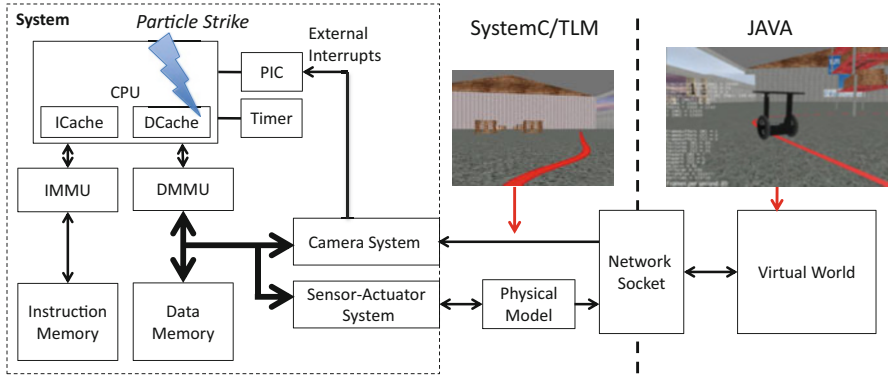 System
Particle Strike
External
Interrupts
SystemC/TLM
JAVA
CPU
PIC
ICache
DCache
Timer
IMMU
DMMU
Camera System
Network
Socket
Virtual World
Instruction
Memory
Data
Memory
Sensor-Actuator
System
Physical
Model